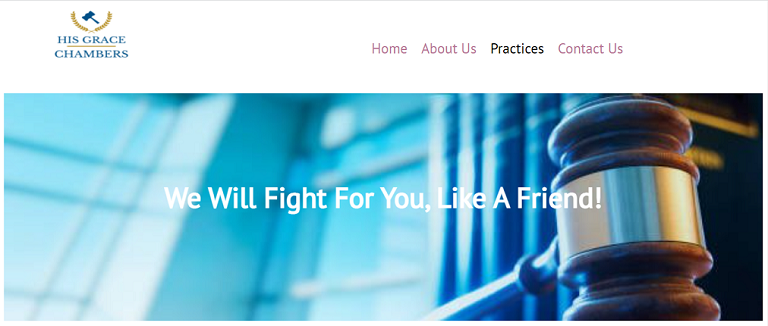 HIS GRACE
CHAMBERS
Home About Us Practices Contact Us
We Will Fight For You, Like A Friend!